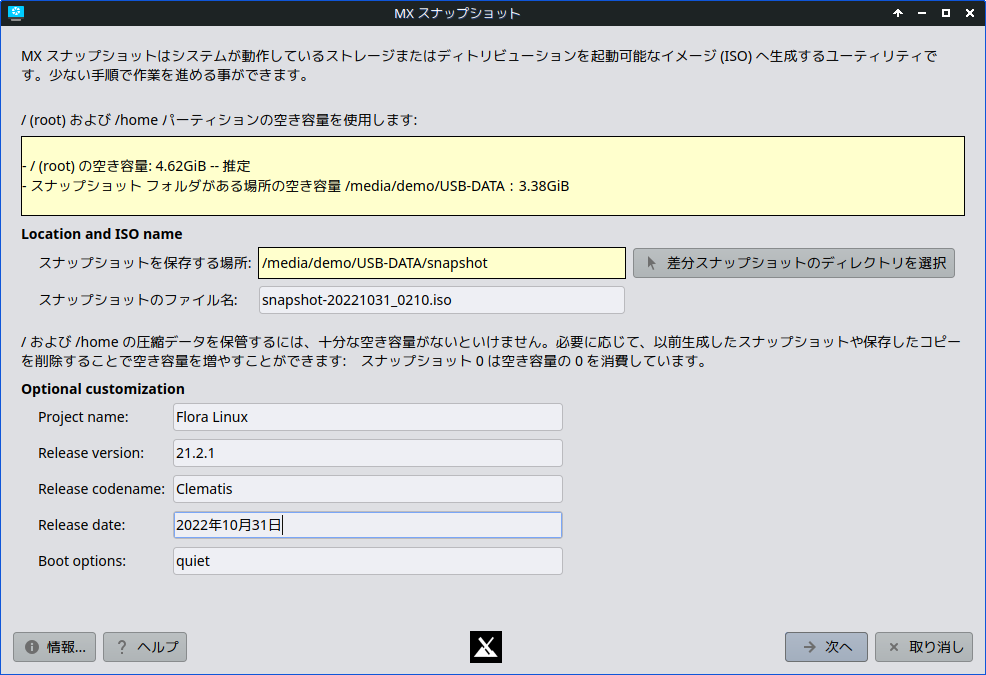 MX スナップショット
MX スナップショットはシステムが動作しているストレージまたはディトリビューションを起動可能なイメージ (ISO) へ生成するユーティリティで
す。少ない手順で作業を進める事ができます。
/ (root) および /home パーティションの空き容量を使用します:
- / (root) の空き容量: 4.62GiB -- 推定
- スナップショット フォルダがある場所の空き容量 /media/demo/USB-DATA : 3.38GiB
Location and ISO name
スナップショットを保存する場所: /media/demo/USB-DATA/snapshot 差分スナップショットのディレクトリを選択
スナップショットのファイル名: snapshot-20221031_0210.iso
/ および /home の圧縮データを保管するには、十分な空き容量がないといけません。必要に応じて、以前生成したスナップショットや保存したコピー
を削除することで空き容量を増やすことができます: スナップショット 0 は空き容量の 0 を消費しています。
Optional customization
Project name: Flora Linux
Release version: 21.2.1
Release codename: Clematis
Release date: 2022年10月31日
Boot options: quiet
情報... ヘルプ 次へ 取り消し